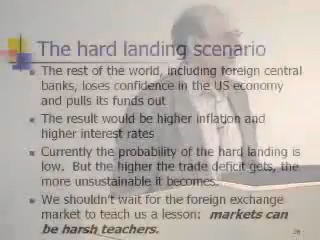 The hard landing scenario
The rest of the world, including foreign central
banks, loses confidence in the US economy
and pulls its funds out
The result would be higher inflation and
higher interest rates
Currently the probability of the hard landing is
low. But the higher the trade deficit gets, the
more unsustainable it becomes.
We shouldn't wait for the foreign exchange
market to teach us a lesson: markets can
be harsh teachers.